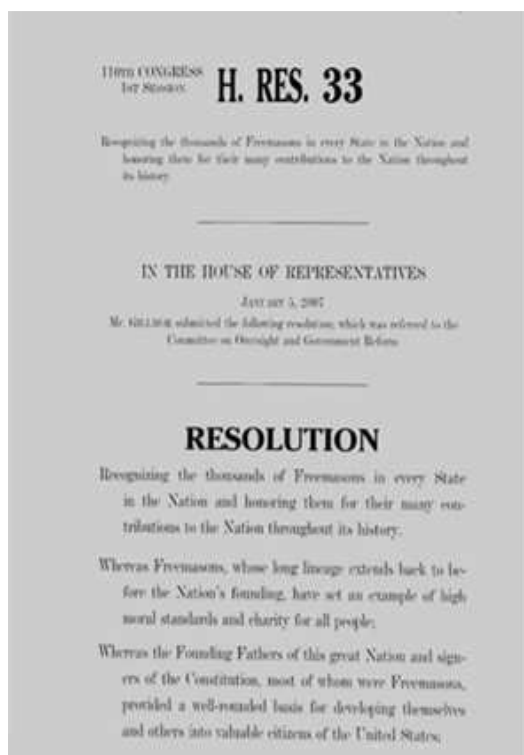 110TH CONGRESS
1ST SESSION
H. RES. 33
Recognizing the thousands of Freemasons in every State in the Nation and
honoring them for their many contributions to the Nation throughout
its history.
IN THE HOUSE OF REPRESENTATIVES
JANUARY 5, 2007
Mr. GILLMOR submitted the following resolution; which was referred to the
Committee on Oversight and Government Reform
RESOLUTION
Recognizing the thousands of Freemasons in every State
in the Nation and honoring them for their many con-
tributions to the Nation throughout its history.
Whereas Freemasons, whose long lineage extends back to be-
fore the Nation's founding, have set an example of high
moral standards and charity for all people;
Whereas the Founding Fathers of this great Nation and sign-
ers of the Constitution, most of whom were Freemasons,
provided a well-rounded basis for developing themselves
and others into valuable citizens of the United States;